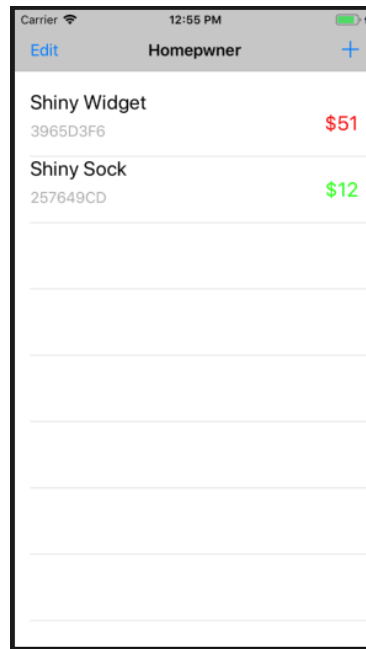 Carrier 12:55 PM
Edit Homepwner +
Shiny Widget
3965D3F6
$51
Shiny Sock
257649CD
$12